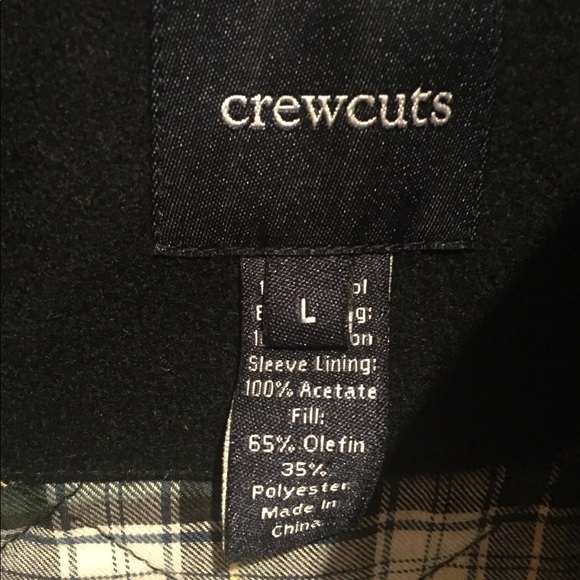 crewcuts
L
Sleeve Lining:
100% Acetate
Fill:
65% Olefin
35%
Polyester
Made In
China